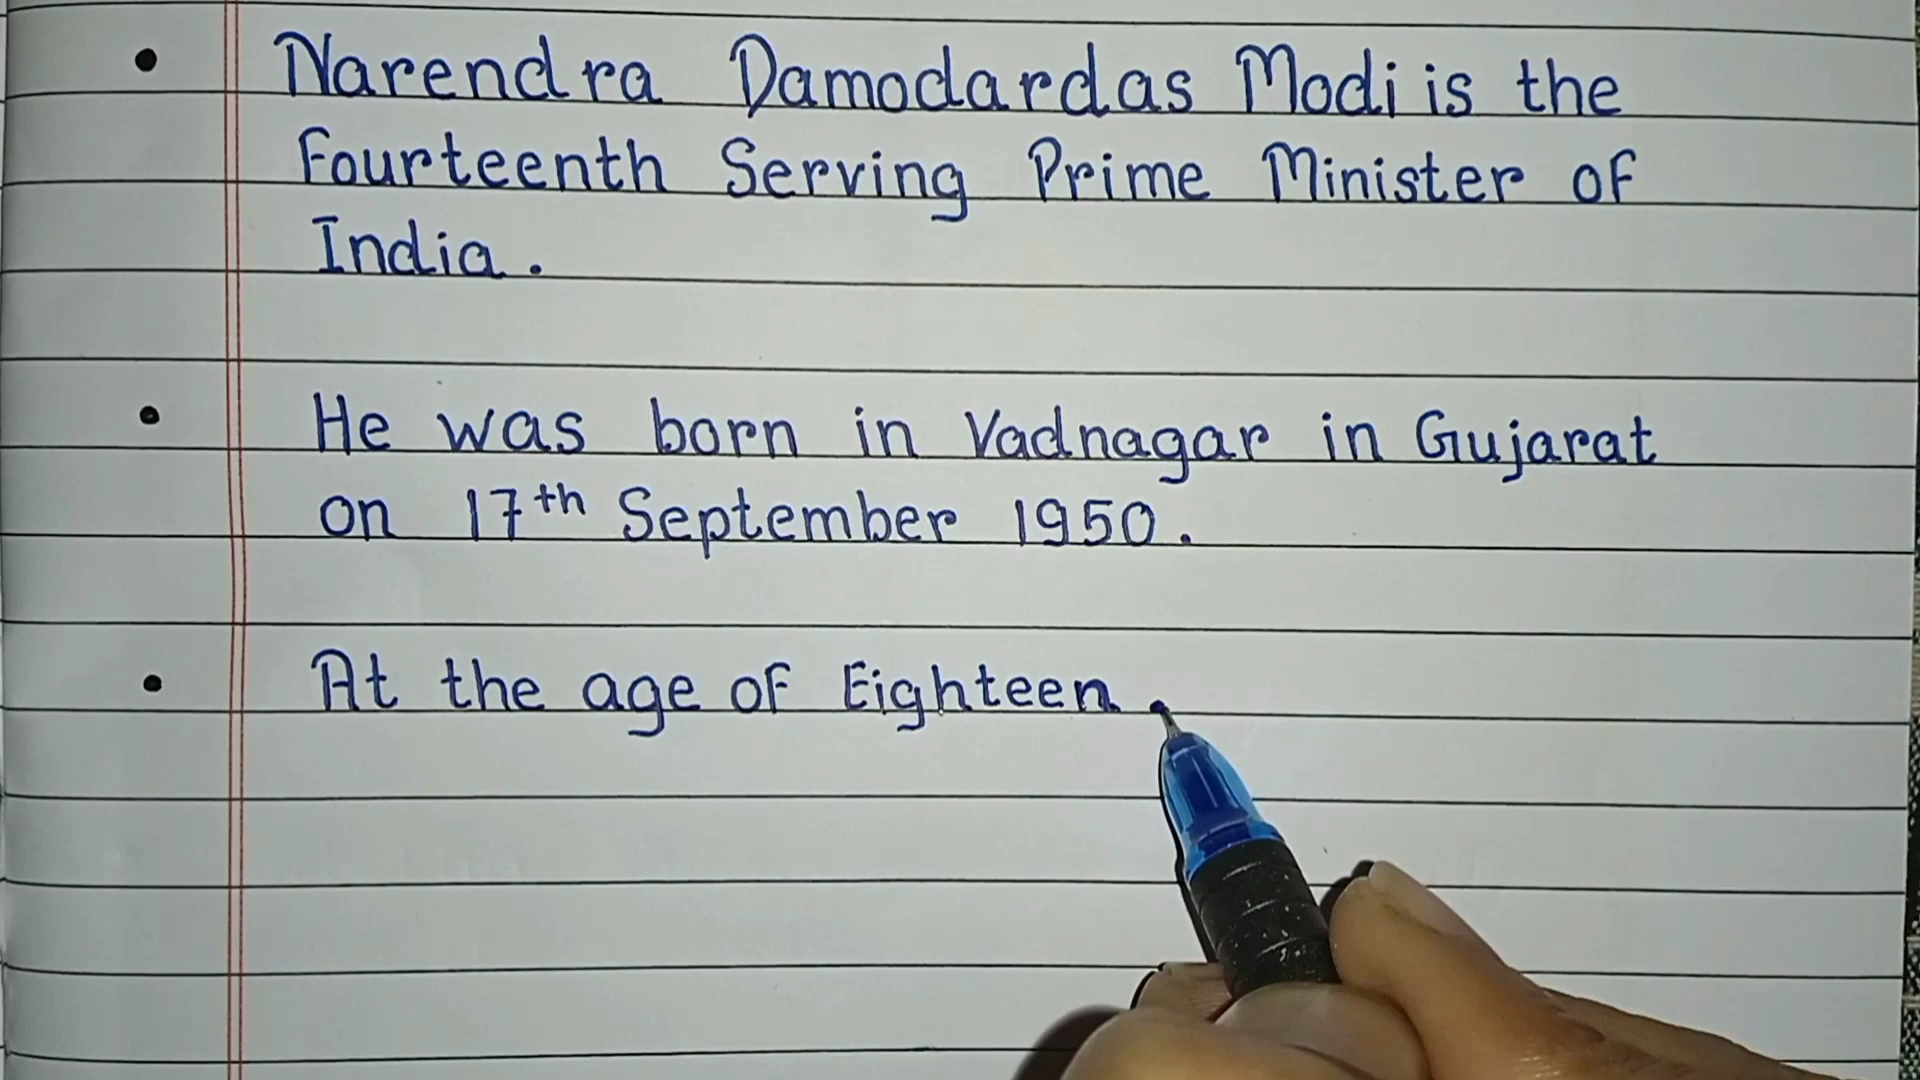 • Narendra Damodardas Modi is the
Fourteenth Serving Prime Minister of
India.
• He was born in Vadnagar in Gujarat
on 17th September 1950.
• At the age of Eighteen